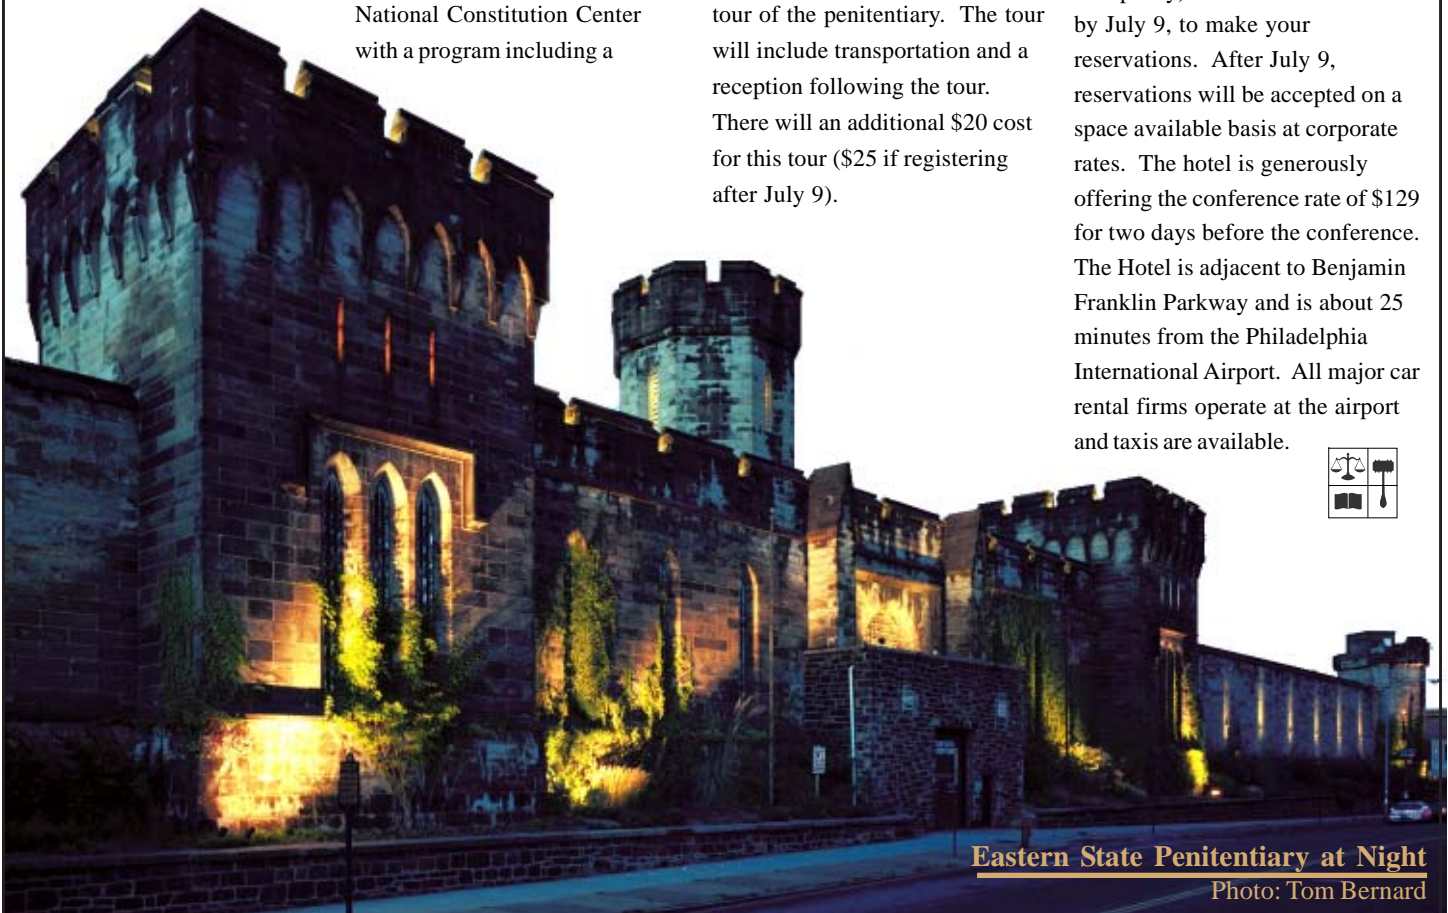 National Constitution Center
with a program including a
tour of the penitentiary. The tour
will include transportation and a
reception following the tour.
There will an additional $20 cost
for this tour ($25 if registering
after July 9).
by July 9, to make your
reservations. After July 9,
reservations will be accepted on a
space available basis at corporate
rates. The hotel is generously
offering the conference rate of $129
for two days before the conference.
The Hotel is adjacent to Benjamin
Franklin Parkway and is about 25
minutes from the Philadelphia
International Airport. All major car
rental firms operate at the airport
and taxis are available.
Eastern State Penitentiary at Night
Photo: Tom Bernard